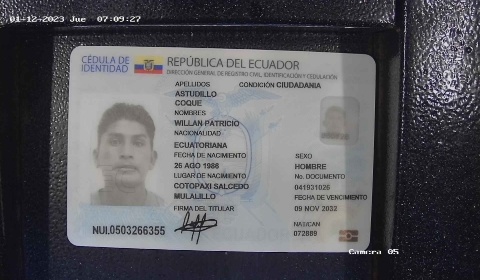 01-12-2023 Jue 07:09:27
CÉDULA DE IDENTIDAD
REPÚBLICA DEL ECUADOR
DIRECCIÓN GENERAL DE REGISTRO CIVIL, IDENTIFICACIÓN Y CEDULACIÓN
APELLIDOS CONDICIÓN CIUDADANÍA
ASTUDILLO
COQUE
NOMBRES
WILLAN PATRICIO
NACIONALIDAD
ECUATORIANA
FECHA DE NACIMIENTO SEXO
26 AGO 1986 HOMBRE
LUGAR DE NACIMIENTO No. DOCUMENTO
COTOPAXI SALCEDO 041931026
MULALILLO FECHA DE VENCIMIENTO
FIRMA DEL TITULAR 09 NOV 2032
NUI.0503266355 NAT/CAN
072889
Camera 05